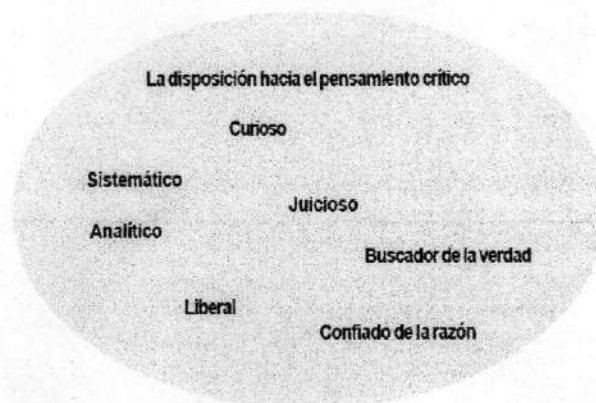 La disposición hacia el pensamiento crítico
Curioso
Sistemático
Juicioso
Analítico
Buscador de la verdad
Liberal
Confiado de la razón